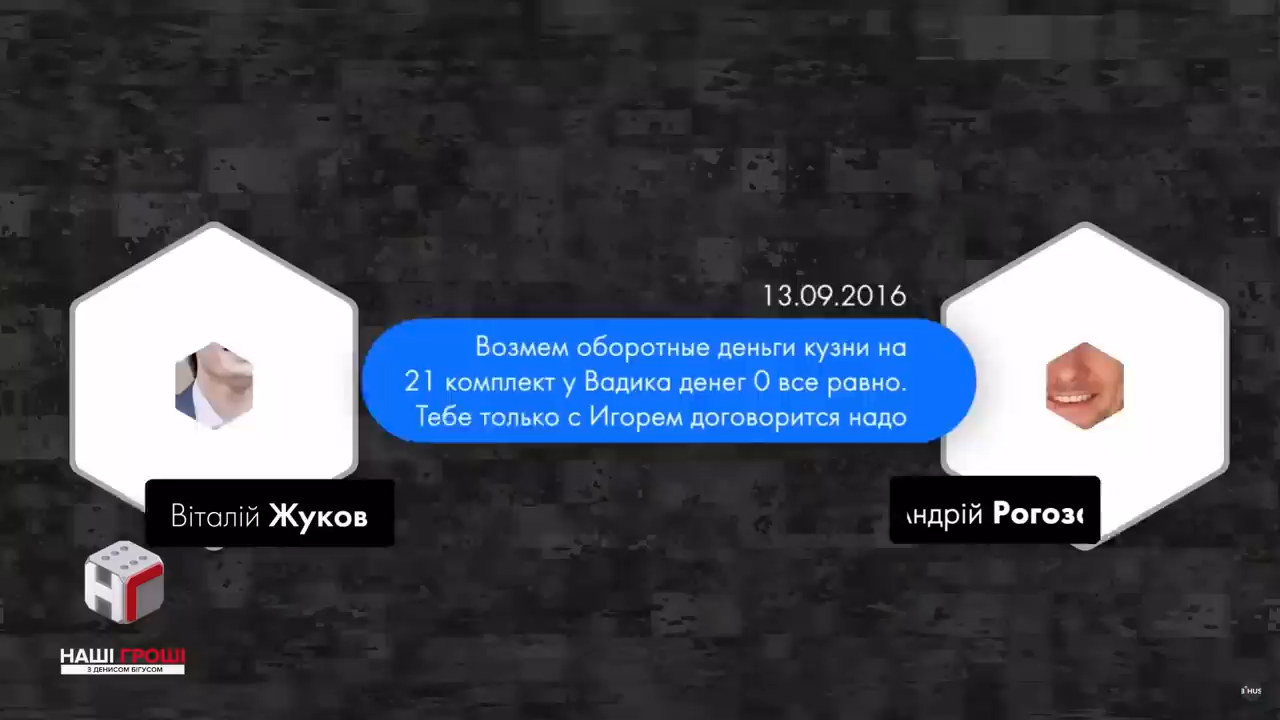 13.09.2016
Возмем оборотные деньги кузни на
21 комплект у Вадика денег 0 все равно.
Тебе только с Игорем договорится надо
Віталій Жуков
ндрій Рогоз
НАШІ ГРОШІ
З ДЕНИСОМ БІГУСОМ